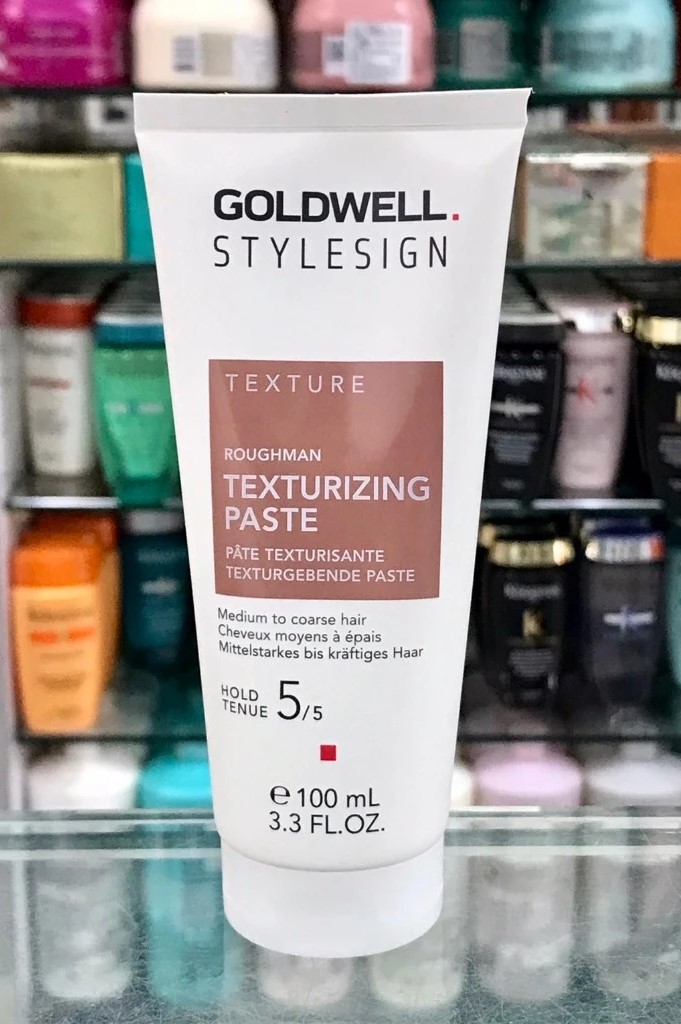 GOLDWELL.
STYLESIGN
TEXTURE
ROUGHMAN
TEXTURIZING
PASTE
PÂTE TEXTURISANTE
TEXTURGEBENDE PASTE
Medium to coarse hair
Cheveux moyens à épais
Mittelstarkes bis kräftiges Haar
HOLD
TENUE 5/5
℮ 100 mL
3.3 FL.OZ.